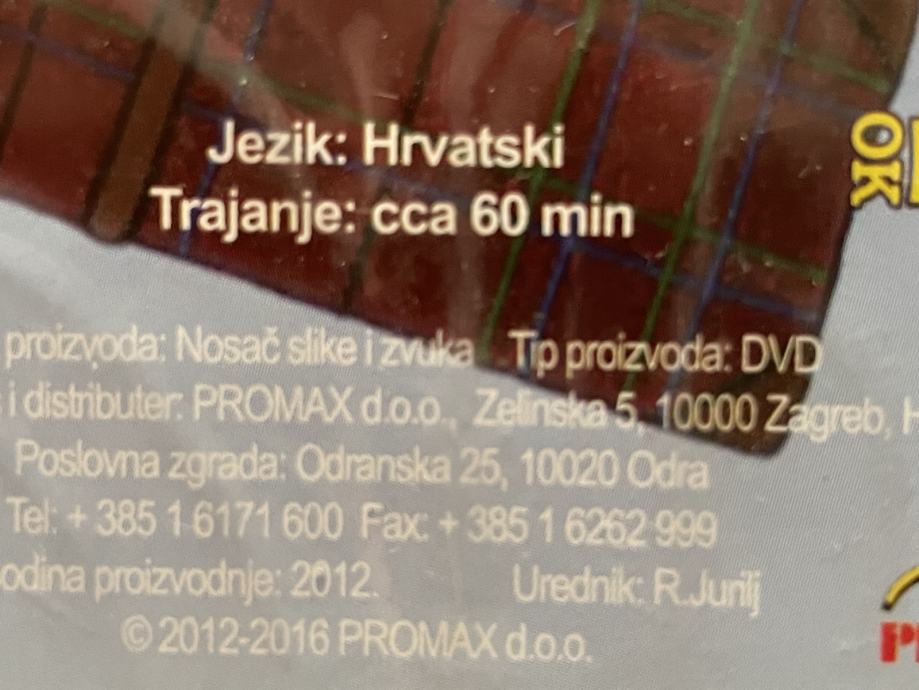 Jezik: Hrvatski
Trajanje: cca 60 min
OK
proizvoda: Nosač slike i zvuka Tip proizvoda: DVD
i distributer: PROMAX d.o.o., Zelinska 5, 10000 Zagreb,
Poslovna zgrada: Odranska 25, 10020 Odra
Tel: + 385 1 6171 600 Fax: + 385 1 6262 999
odina proizvodnje: 2012. Urednik: R.Jurilj
© 2012-2016 PROMAX d.o.o.